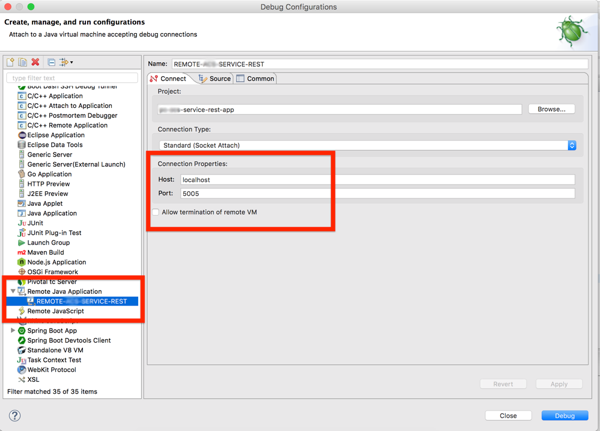 Debug Configurations
Create, manage, and run configurations
Attach to a Java virtual machine accepting debug connections
type filter text
Boot Dash SSH Debug Tunnel
C/C++ Application
C/C++ Attach to Application
C/C++ Postmortem Debugger
C/C++ Remote Application
Eclipse Application
Eclipse Data Tools
Generic Server
Generic Server(External Launch)
Go Application
HTTP Preview
J2EE Preview
Java Applet
Java Application
JUnit
JUnit Plug-in Test
Launch Group
Maven Build
Node.js Application
OSGi Framework
Pivotal tc Server
Remote Java Application
REMOTE- -SERVICE-REST
Remote JavaScript
Spring Boot App
Spring Boot Devtools Client
Standalone V8 VM
Task Context Test
WebKit Protocol
XSL
Filter matched 35 of 35 items
Name: REMOTE- -SERVICE-REST
Connect Source Common
Project:
-service-rest-app Browse...
Connection Type:
Standard (Socket Attach)
Connection Properties:
Host: localhost
Port: 5005
Allow termination of remote VM
Revert Apply
? Close Debug